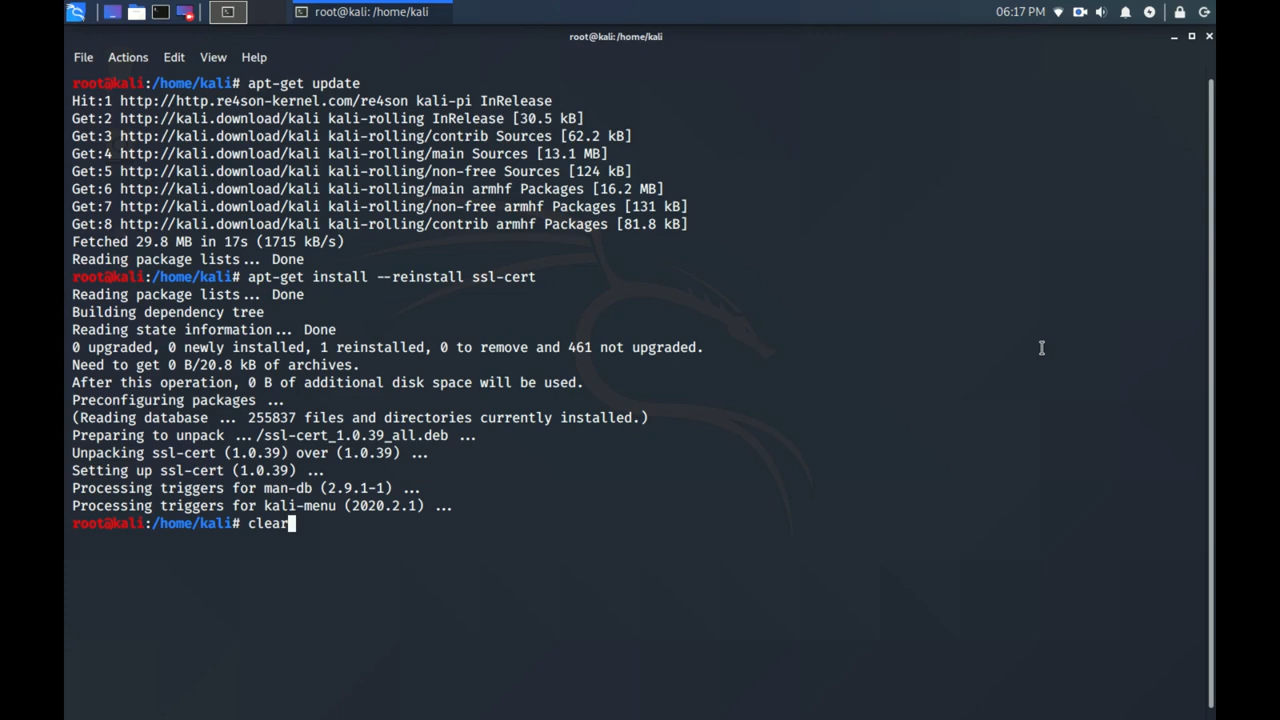 root@kali: /home/kali
06:17 PM
root@kali:/home/kali
File Actions Edit View Help
root@kali:/home/kali# apt-get update
Hit:1 http://http.re4son-kernel.com/re4son kali-pi InRelease
Get:2 http://kali.download/kali kali-rolling InRelease [30.5 kB]
Get:3 http://kali.download/kali kali-rolling/contrib Sources [62.2 kB]
Get:4 http://kali.download/kali kali-rolling/main Sources [13.1 MB]
Get:5 http://kali.download/kali kali-rolling/non-free Sources [124 kB]
Get:6 http://kali.download/kali kali-rolling/main armhf Packages [16.2 MB]
Get:7 http://kali.download/kali kali-rolling/non-free armhf Packages [131 kB]
Get:8 http://kali.download/kali kali-rolling/contrib armhf Packages [81.8 kB]
Fetched 29.8 MB in 17s (1715 kB/s)
Reading package lists... Done
root@kali:/home/kali# apt-get install --reinstall ssl-cert
Reading package lists... Done
Building dependency tree
Reading state information... Done
0 upgraded, 0 newly installed, 1 reinstalled, 0 to remove and 461 not upgraded.
Need to get 0 B/20.8 kB of archives.
After this operation, 0 B of additional disk space will be used.
Preconfiguring packages ...
(Reading database ... 255837 files and directories currently installed.)
Preparing to unpack .../ssl-cert_1.0.39_all.deb ...
Unpacking ssl-cert (1.0.39) over (1.0.39) ...
Setting up ssl-cert (1.0.39) ...
Processing triggers for man-db (2.9.1-1) ...
Processing triggers for kali-menu (2020.2.1) ...
root@kali:/home/kali# clear